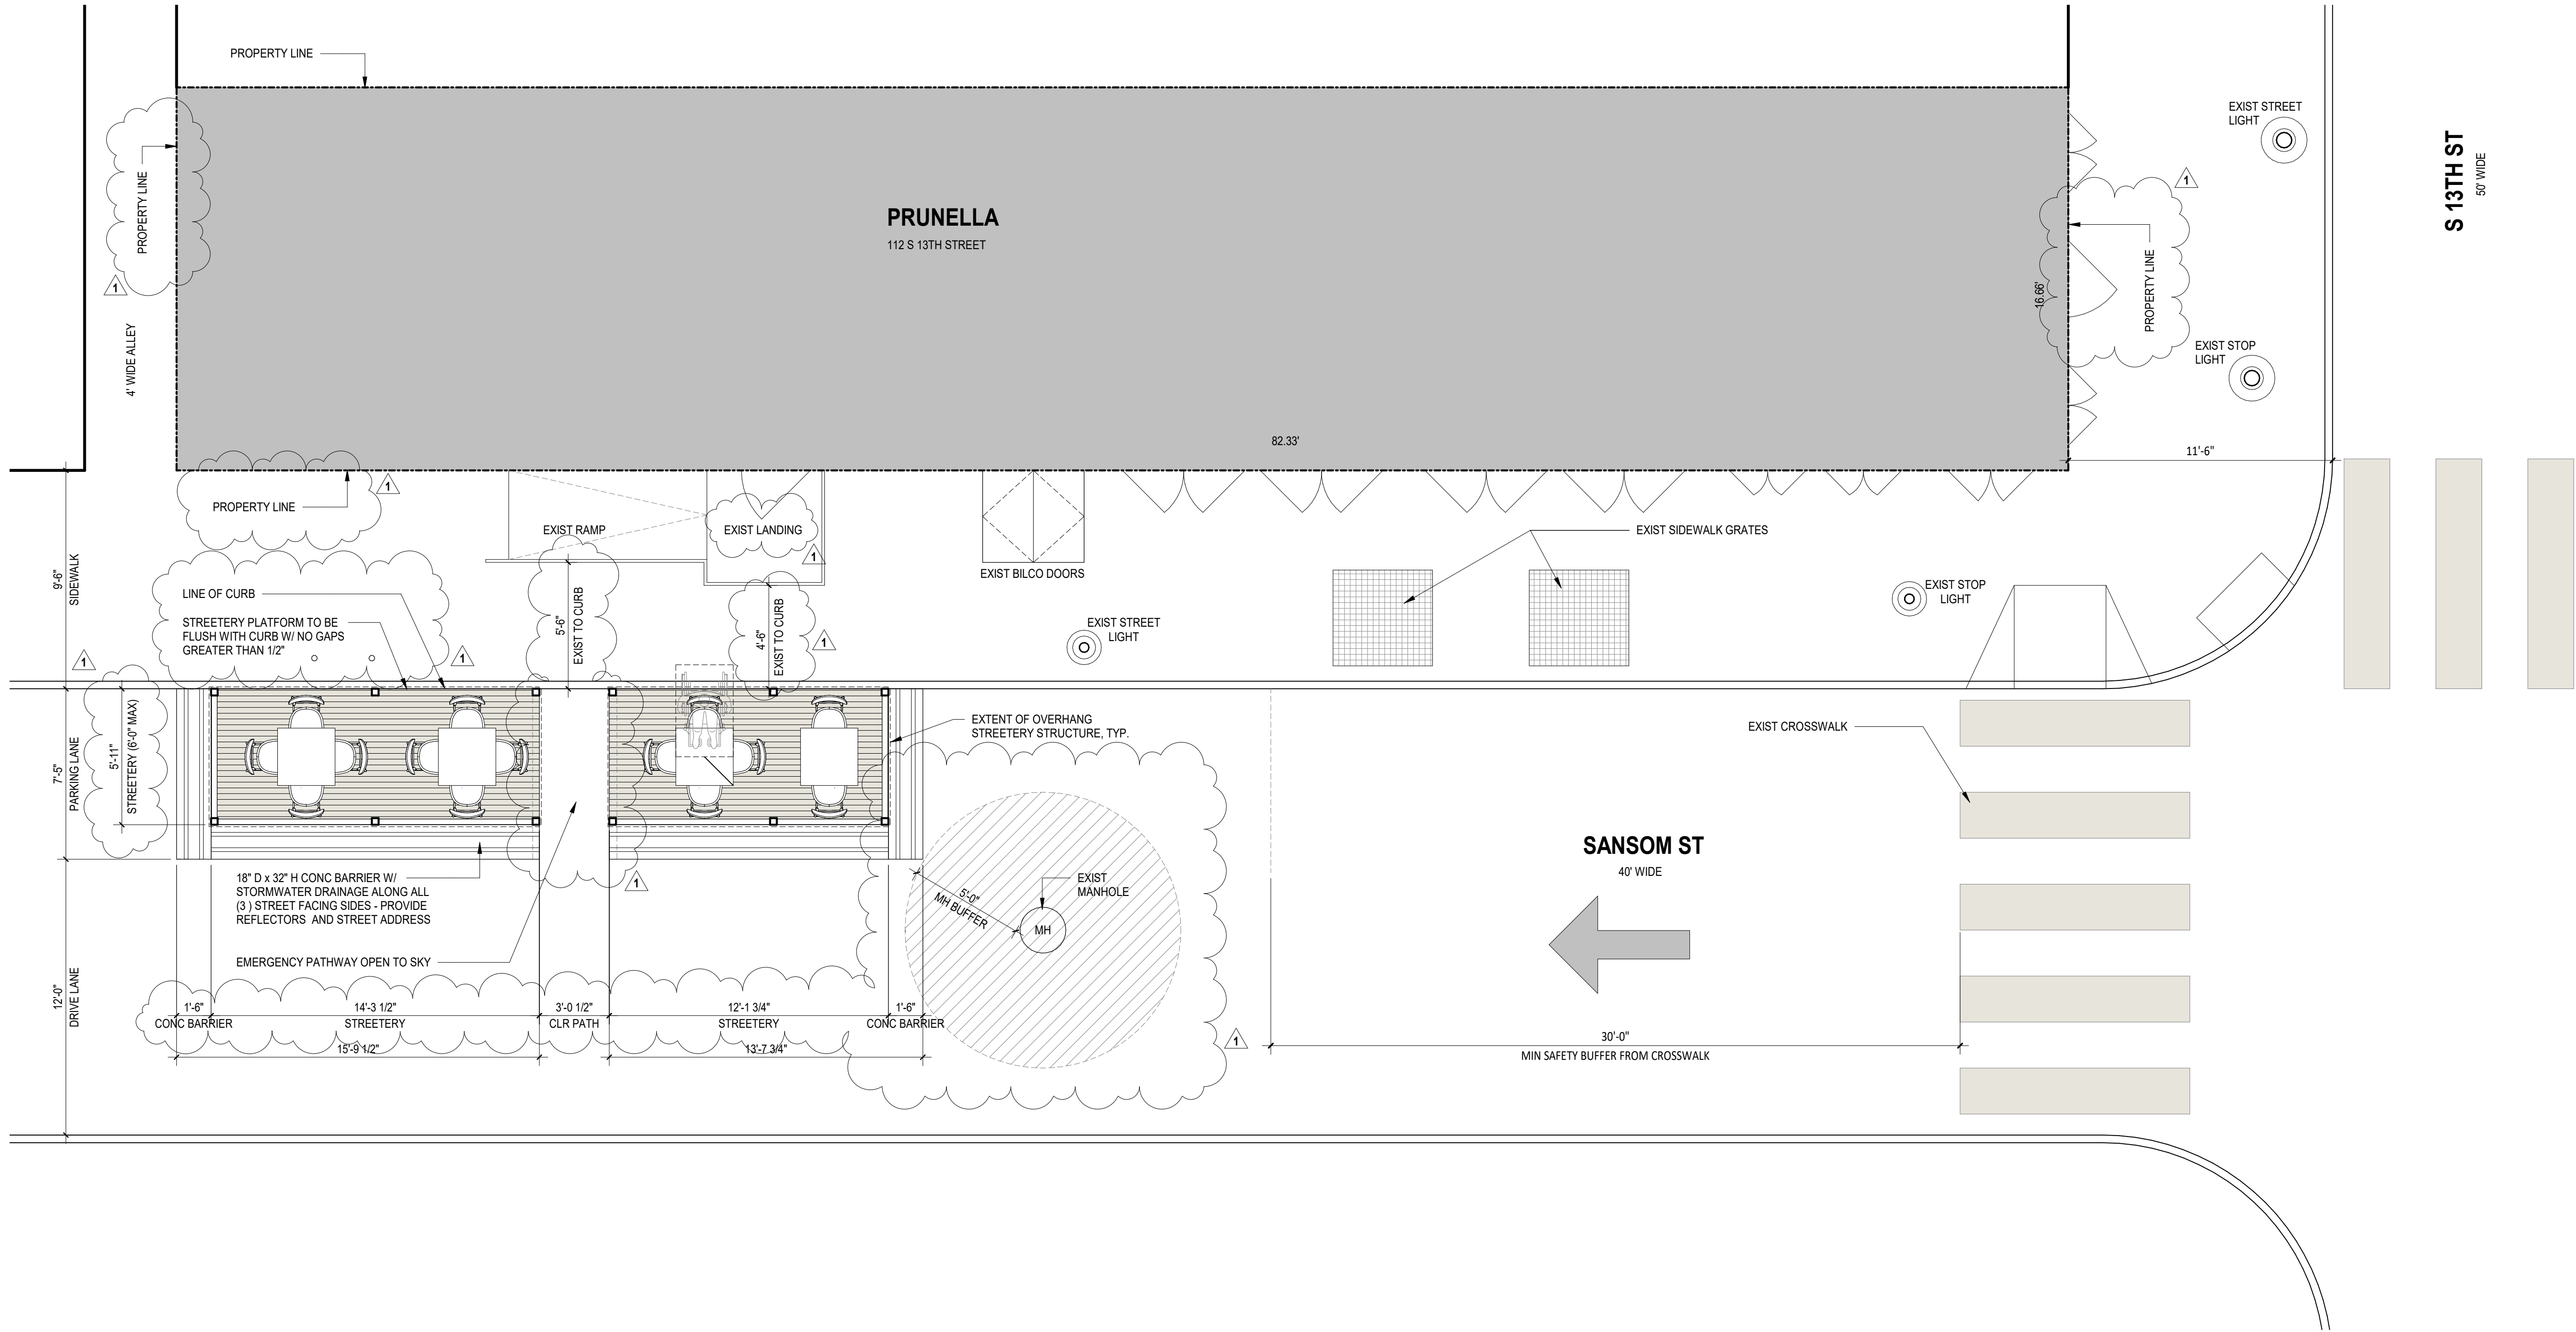 PROPERTY LINE
EXIST STREET
LIGHT
S 13TH ST
50' WIDE
PROPERTY LINE
1
PRUNELLA
112 S 13TH STREET
1
PROPERTY LINE
16.66'
4' WIDE ALLEY
EXIST STOP
LIGHT
82.33'
11'-6"
1
PROPERTY LINE
EXIST RAMP
EXIST LANDING
1
EXIST SIDEWALK GRATES
EXIST BILCO DOORS
9'-6"
SIDEWALK
LINE OF CURB
STREETERY PLATFORM TO BE
FLUSH WITH CURB W/ NO GAPS
GREATER THAN 1/2"
1
1
5'-6"
EXIST TO CURB
4'-6"
EXIST TO CURB
1
EXIST STREET
LIGHT
EXIST STOP
LIGHT
7'-5"
PARKING LANE
5'-11"
STREETERY (6'-0" MAX)
EXTENT OF OVERHANG
STREETERY STRUCTURE, TYP.
EXIST CROSSWALK
SANSOM ST
40' WIDE
18" D x 32" H CONC BARRIER W/
STORMWATER DRAINAGE ALONG ALL
(3 ) STREET FACING SIDES - PROVIDE
REFLECTORS AND STREET ADDRESS
1
5'-0"
MH BUFFER
EXIST
MANHOLE
MH
EMERGENCY PATHWAY OPEN TO SKY
12'-0"
DRIVE LANE
1'-6"
CONC BARRIER
14'-3 1/2"
STREETERY
3'-0 1/2"
CLR PATH
12'-1 3/4"
STREETERY
1'-6"
CONC BARRIER
15'-9 1/2"
13'-7 3/4"
1
30'-0"
MIN SAFETY BUFFER FROM CROSSWALK